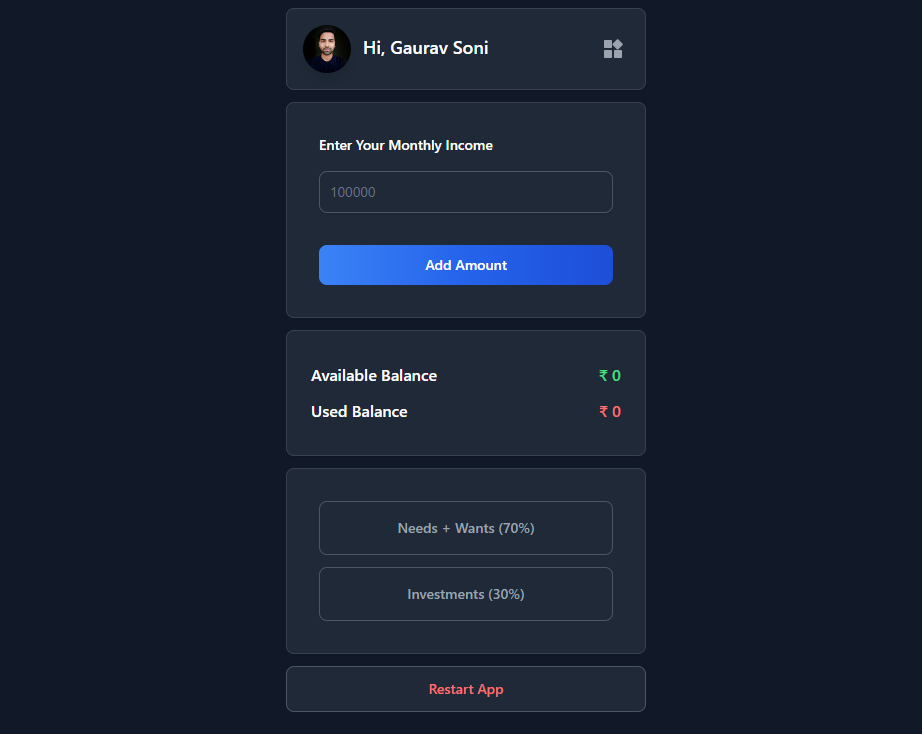 Hi, Gaurav Soni
Enter Your Monthly Income
100000
Add Amount
Available Balance ₹ 0
Used Balance ₹ 0
Needs + Wants (70%)
Investments (30%)
Restart App